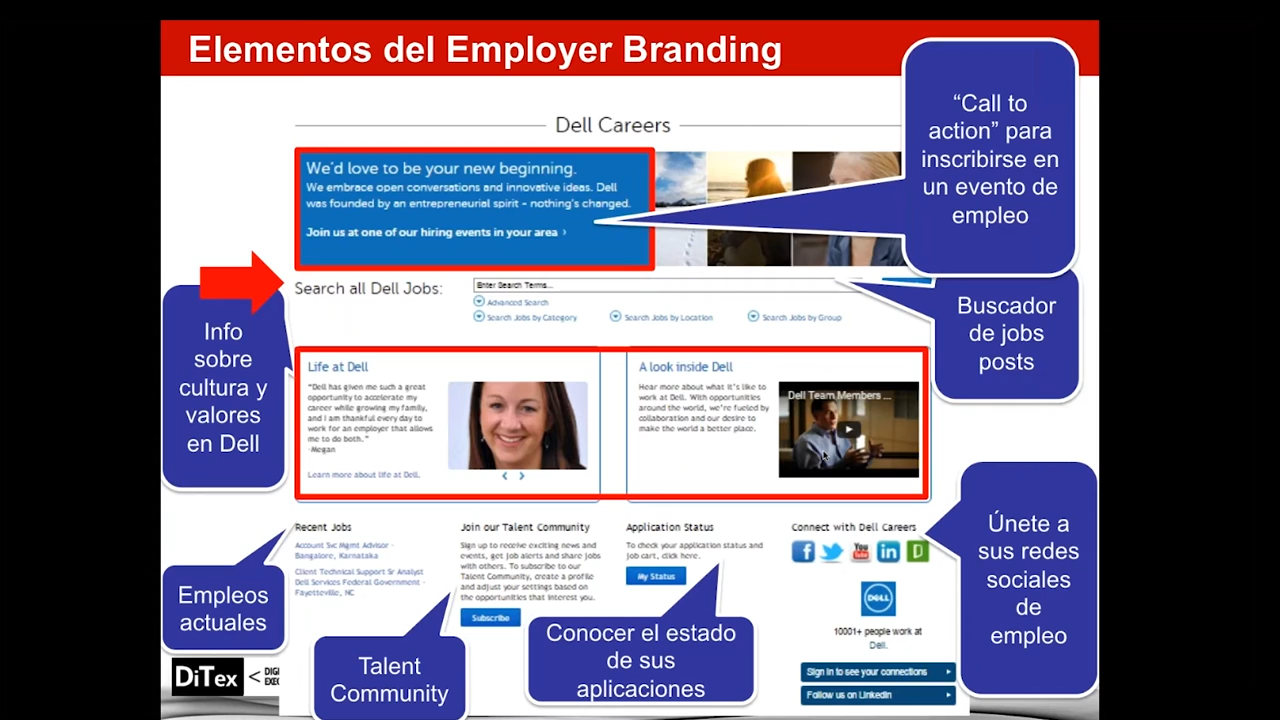 Elementos del Employer Branding
“Call to
action” para
inscribirse en
un evento de
empleo
Dell Careers
We'd love to be your new beginning.
We embrace open conversations and innovative ideas. Dell
was founded by an entrepreneurial spirit - nothing's changed.
Join us at one of our hiring events in your area ›
Search all Dell Jobs:
Enter Search Terms...
Advanced Search
Search Jobs by Category
Search Jobs by Location
Search Jobs by Group
Buscador
de jobs
posts
Info
sobre
cultura y
valores
en Dell
Life at Dell
"Dell has given me such a great
opportunity to accelerate my
career while growing my family,
and I am thankful every day to
work for an employer that allows
me to do both."
-Megan
Learn more about life at Dell.
A look inside Dell
Hear more about what it's like to
work at Dell. With opportunities
around the world, we're fueled by
collaboration and our desire to
make the world a better place.
Dell Team Members ...
Recent Jobs
Account Svc Mgmt Advisor -
Bangalore, Karnataka
Client Technical Support Sr Analyst
Dell Services Federal Government -
Fayetteville, NC
Join our Talent Community
Sign up to receive exciting news and
events, get job alerts and share jobs
with others. To subscribe to our
Talent Community, create a profile
and adjust your settings based on
the opportunities that interest you.
Subscribe
Application Status
To check your application status and
job cart, click here.
My Status
Connect with Dell Careers
f
You
in
D
DELL
10001+ people work at
Dell.
Sign in to see your connections
Follow us on LinkedIn
Únete a
sus redes
sociales
de
empleo
Empleos
actuales
Talent
Community
Conocer el estado
de sus
aplicaciones
DiTex <